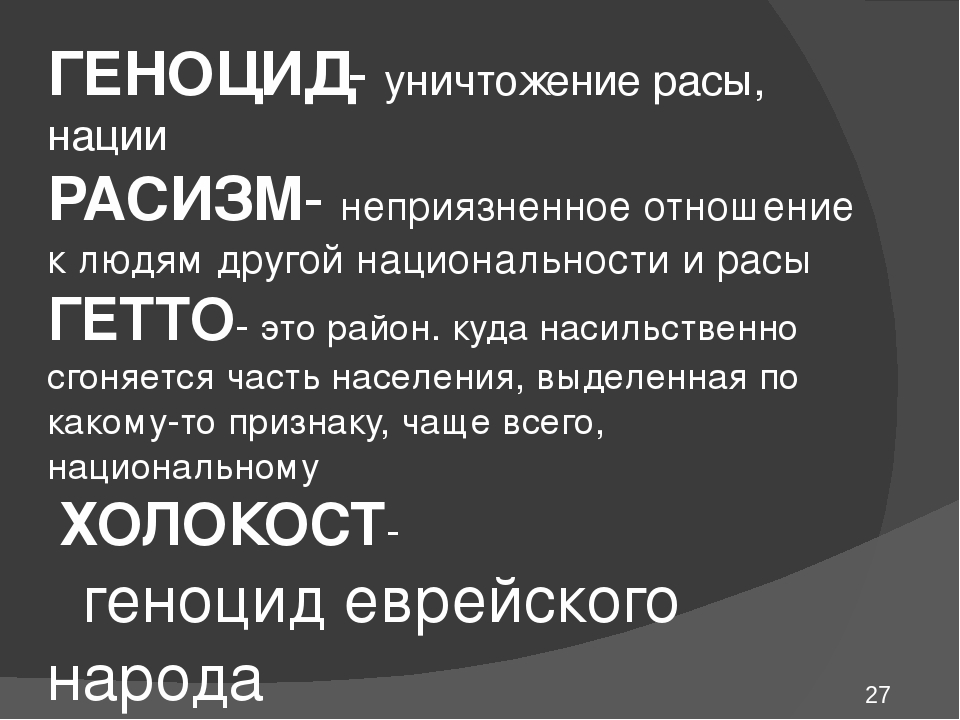 ГЕНОЦИД- уничтожение расы,
нации
РАСИЗМ- неприязненное отношение
к людям другой национальности и расы
ГЕТТО- это район. куда насильственно
сгоняется часть населения, выделенная по
какому-то признаку, чаще всего,
национальному
ХОЛОКОСТ-
геноцид еврейского
народа
27